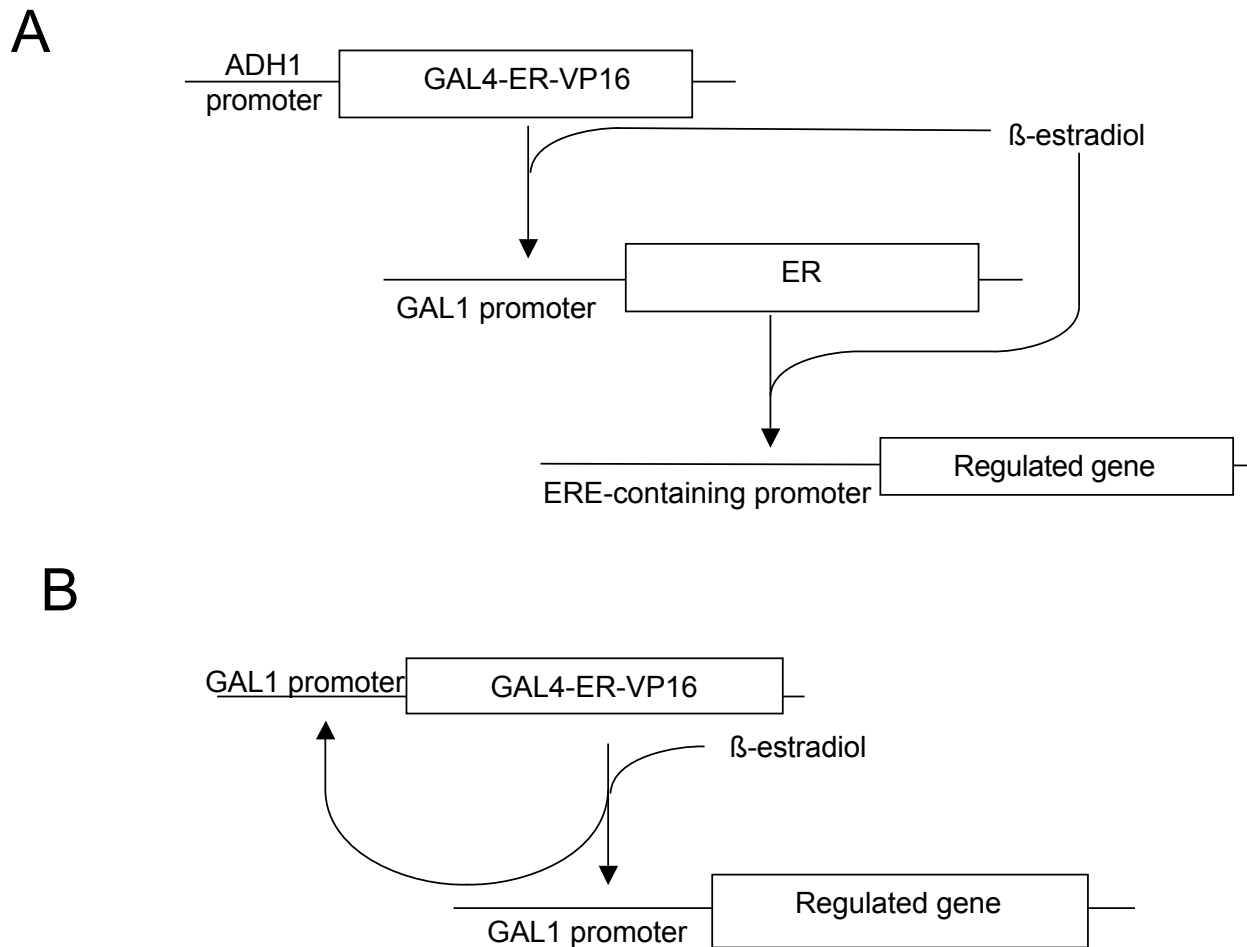 A
ADH1
promoter
GAL4-ER-VP16
ß-estradiol
ER
GAL1 promoter
Regulated gene
ERE-containing promoter
B
GAL1 promoter
GAL4-ER-VP16
ß-estradiol
Regulated gene
GAL1 promoter